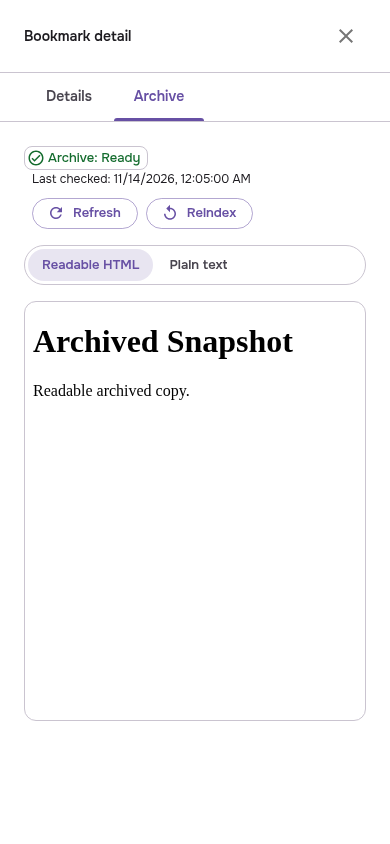 Bookmark detail
Details Archive
Archive: Ready
Last checked: 11/14/2026, 12:05:00 AM
Refresh Reindex
Readable HTML Plain text
Archived Snapshot
Readable archived copy.